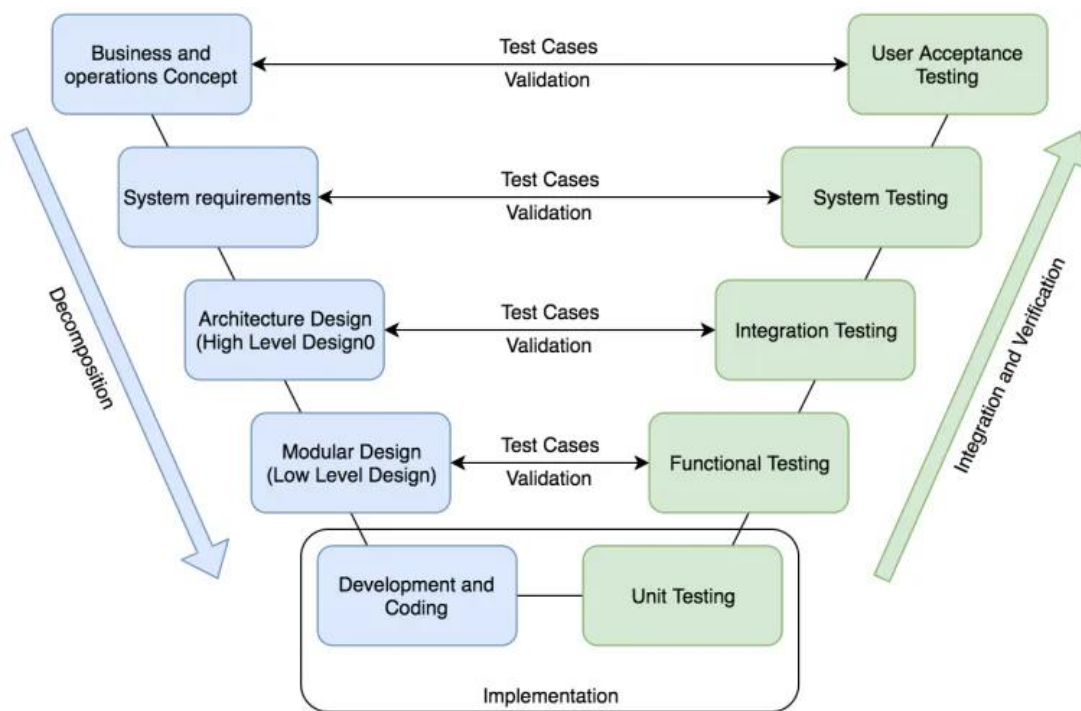 Business and
operations Concept
Test Cases
Validation
User Acceptance
Testing
System requirements
Test Cases
Validation
System Testing
Architecture Design
(High Level Design0
Test Cases
Validation
Integration Testing
Modular Design
(Low Level Design)
Test Cases
Validation
Functional Testing
Development and
Coding
Unit Testing
Implementation
Decomposition
Integration and Verification